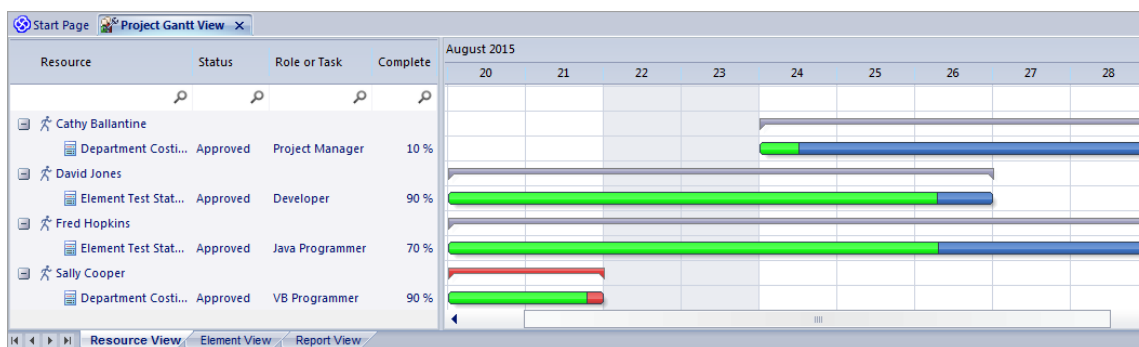 Start Page Project Gantt View X
August 2015
Resource Status Role or Task Complete
20 21 22 23 24 25 26 27 28
Cathy Ballantine
Department Costi... Approved Project Manager 10 %
David Jones
Element Test Stat... Approved Developer 90 %
Fred Hopkins
Element Test Stat... Approved Java Programmer 70 %
Sally Cooper
Department Costi... Approved VB Programmer 90 %
Resource View Element View Report View